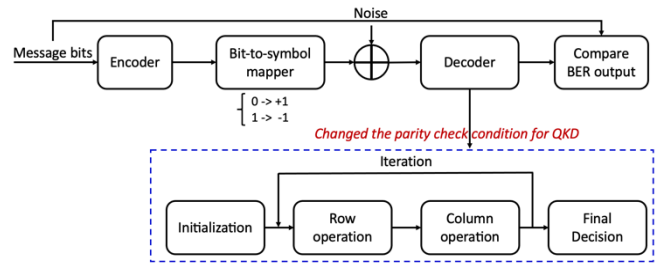 Noise
Message bits
Encoder
Bit-to-symbol
mapper
Decoder
Compare
BER output
0 -> +1
1 -> -1
Changed the parity check condition for QKD
Iteration
Initialization
Row
operation
Column
operation
Final
Decision